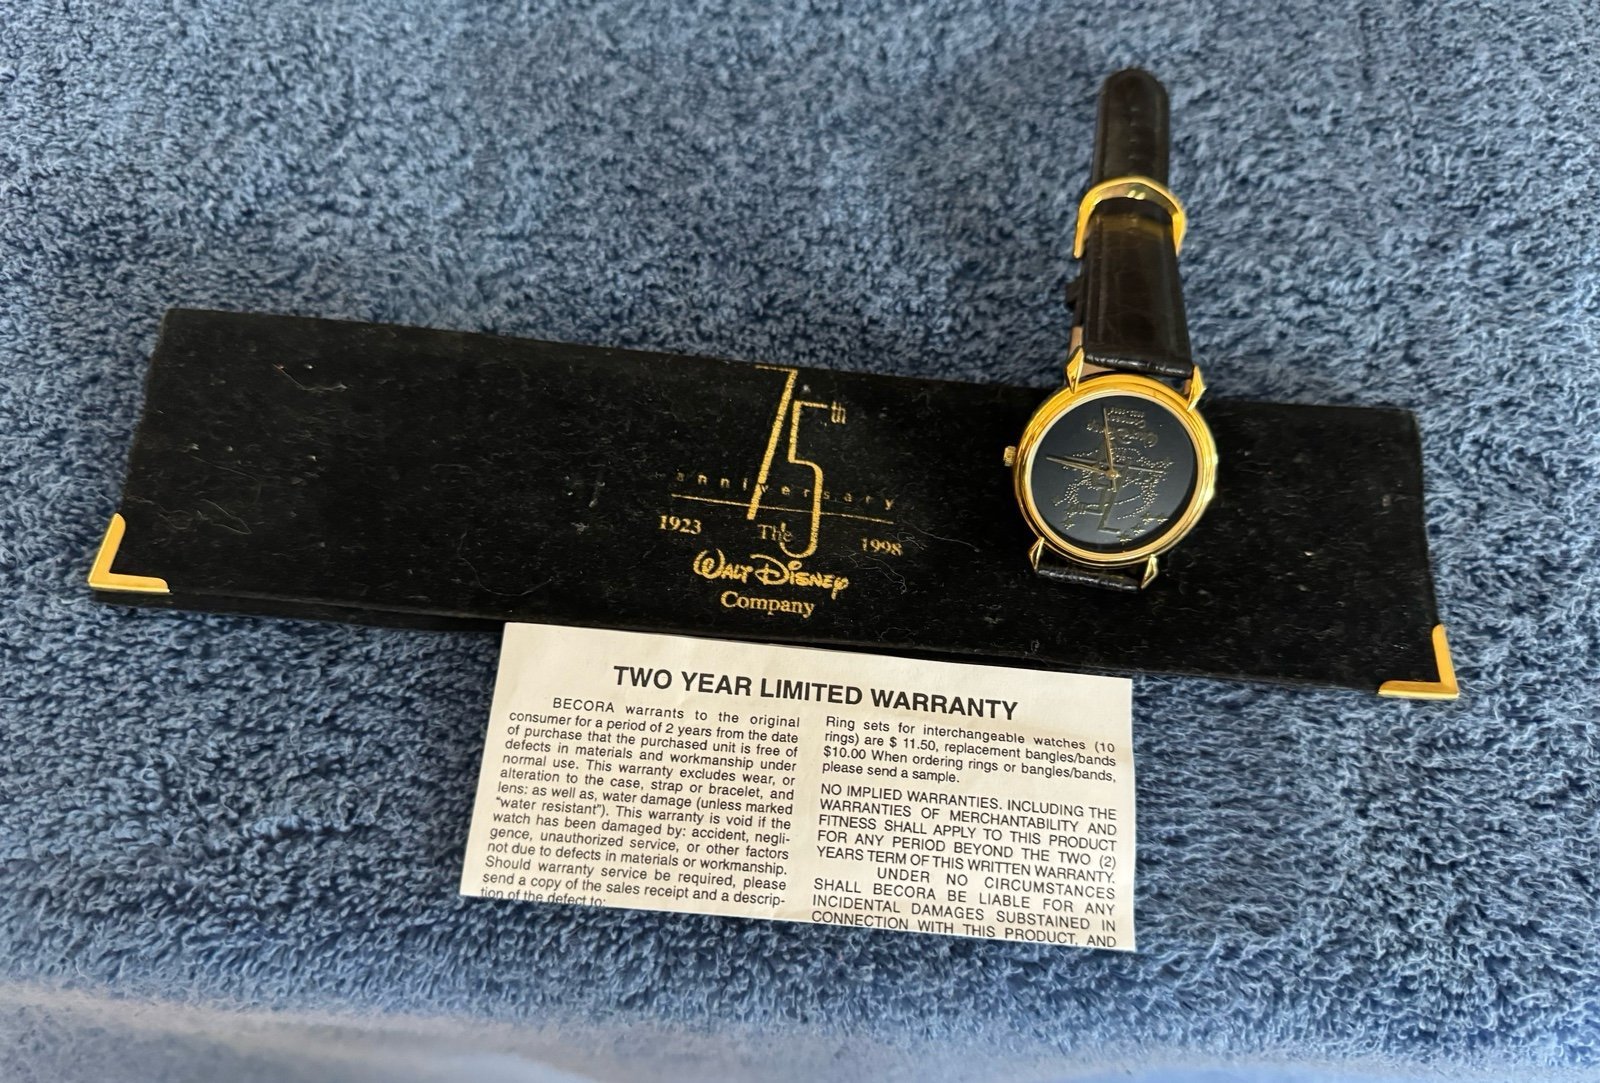 75th
anniversary
1923 The 1998
WALT DISNEY
Company
TWO YEAR LIMITED WARRANTY
BECORA warrants to the original
consumer for a period of 2 years from the date
of purchase that the purchased unit is free of
defects in materials and workmanship under
normal use. This warranty excludes wear, or
alteration to the case, strap or bracelet, and
lens: as well as, water damage (unless marked
"water resistant"). This warranty is void if the
watch has been damaged by: accident, negli-
gence, unauthorized service, or other factors
not due to defects in materials or workmanship.
Should warranty service be required, please
send a copy of the sales receipt and a descrip-
tion of the defect to:
Ring sets for interchangeable watches (10
rings) are $ 11.50, replacement bangles/bands
$10.00 When ordering rings or bangles/bands,
please send a sample.
NO IMPLIED WARRANTIES. INCLUDING THE
WARRANTIES OF MERCHANTABILITY AND
FITNESS SHALL APPLY TO THIS PRODUCT
FOR ANY PERIOD BEYOND THE TWO (2)
YEARS TERM OF THIS WRITTEN WARRANTY.
UNDER NO CIRCUMSTANCES
SHALL BECORA BE LIABLE FOR ANY
INCIDENTAL DAMAGES SUBSTAINED IN
CONNECTION WITH THIS PRODUCT, AND